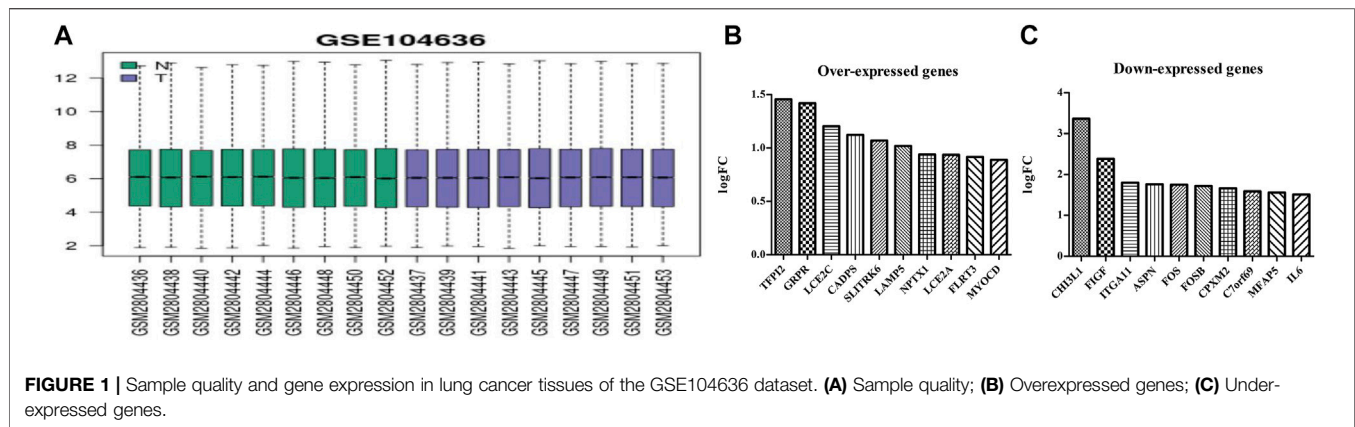 A
GSE104636
N
T
12
10
8
6
4
2
GSM2804436
GSM2804438
GSM2804440
GSM2804442
GSM2804444
GSM2804446
GSM2804448
GSM2804450
GSM2804452
GSM2804437
GSM2804439
GSM2804441
GSM2804443
GSM2804445
GSM2804447
GSM2804449
GSM2804451
GSM2804453
B
Over-expressed genes
logFC
1.5
1.0
0.5
0.0
TFPI2
GRPR
LCE2C
CADPS
SLITRK6
LAMP5
NPTX1
LCE2A
FLRT3
MYOCD
C
Down-expressed genes
logFC
4
3
2
1
0
CHI3L1
FIGF
ITGA11
ASPN
FOS
FOSB
CPXM2
C7orf69
MFAP5
IL6
FIGURE 1 | Sample quality and gene expression in lung cancer tissues of the GSE104636 dataset. (A) Sample quality; (B) Overexpressed genes; (C) Under-
expressed genes.